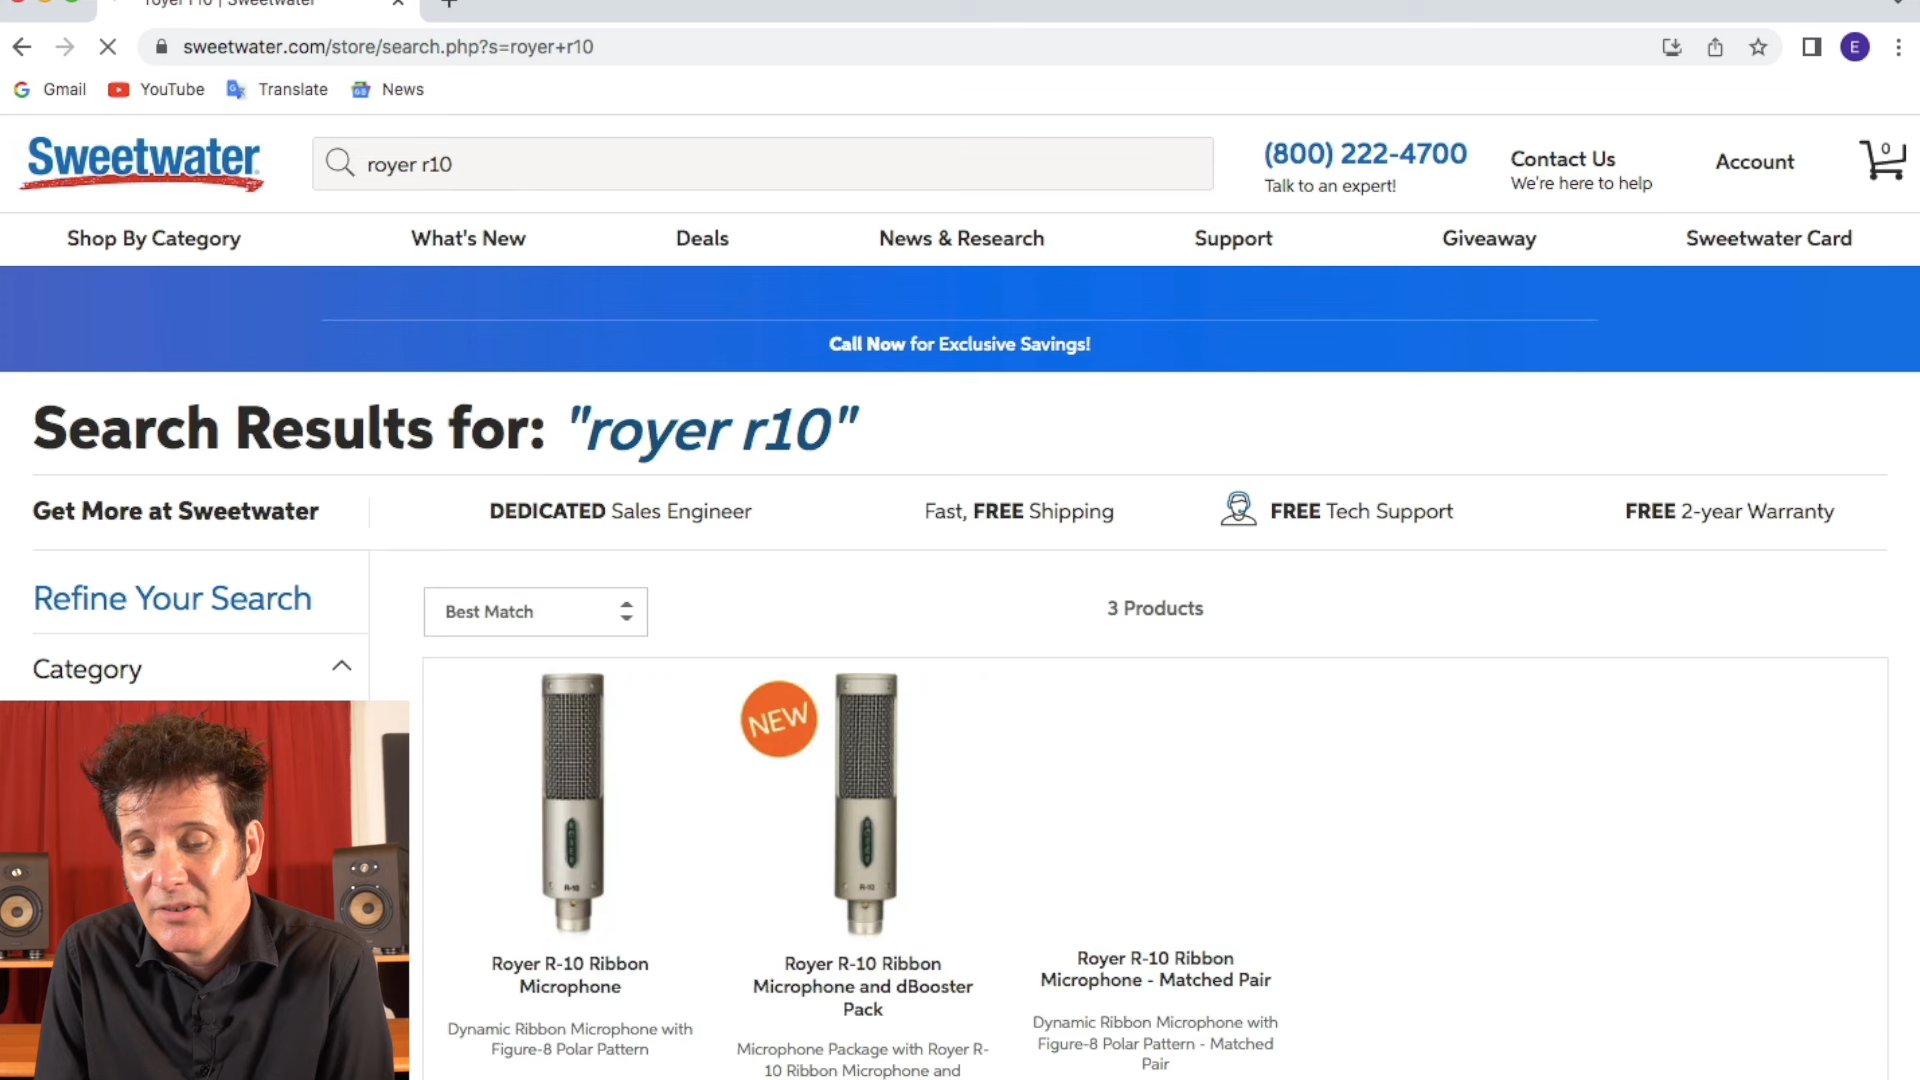 royer r10 | Sweetwater
sweetwater.com/store/search.php?s=royer+r10
E
Gmail
YouTube
Translate
News
Sweetwater
royer r10
(800) 222-4700
Talk to an expert!
Contact Us
We're here to help
Account
0
Shop By Category
What's New
Deals
News & Research
Support
Giveaway
Sweetwater Card
Call Now for Exclusive Savings!
Search Results for: "royer r10"
Get More at Sweetwater
DEDICATED Sales Engineer
Fast, FREE Shipping
FREE Tech Support
FREE 2-year Warranty
Refine Your Search
Category
Best Match
3 Products
NEW
ROYER
R-10
ROYER
R-10
Royer R-10 Ribbon
Microphone
Dynamic Ribbon Microphone with
Figure-8 Polar Pattern
Royer R-10 Ribbon
Microphone and dBooster
Pack
Microphone Package with Royer R-
10 Ribbon Microphone and
Royer R-10 Ribbon
Microphone - Matched Pair
Dynamic Ribbon Microphone with
Figure-8 Polar Pattern - Matched
Pair